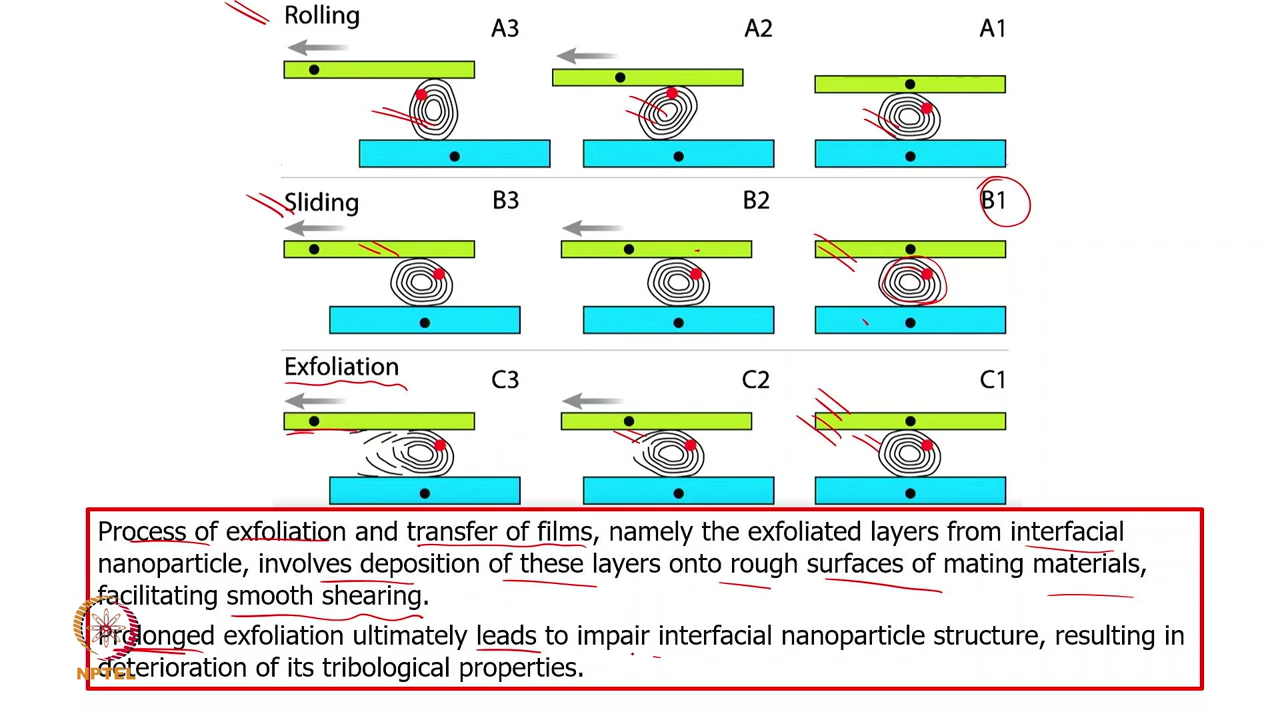 Rolling
A3
A2
A1
Sliding
B3
B2
B1
Exfoliation
C3
C2
C1
Process of exfoliation and transfer of films, namely the exfoliated layers from interfacial
nanoparticle, involves deposition of these layers onto rough surfaces of mating materials,
facilitating smooth shearing.
Prolonged exfoliation ultimately leads to impair interfacial nanoparticle structure, resulting in
deterioration of its tribological properties.
NPTEL